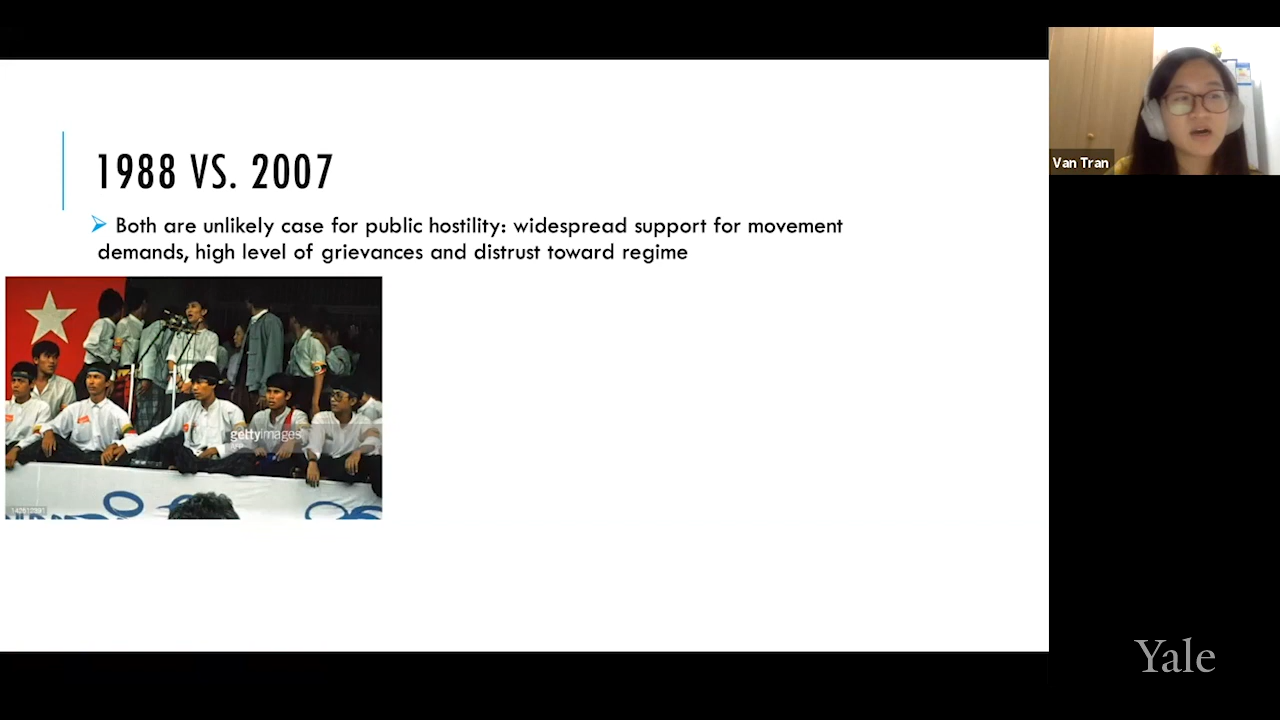 1988 VS. 2007
Both are unlikely case for public hostility: widespread support for movement
demands, high level of grievances and distrust toward regime
gettyimages
Van Tran
Yale